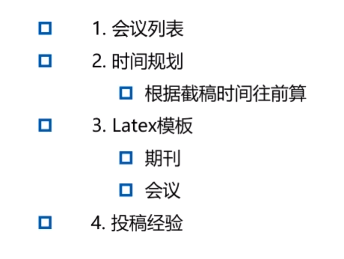 1. 会议列表
2. 时间规划
根据截稿时间往前算
3. Latex模板
期刊
会议
4. 投稿经验